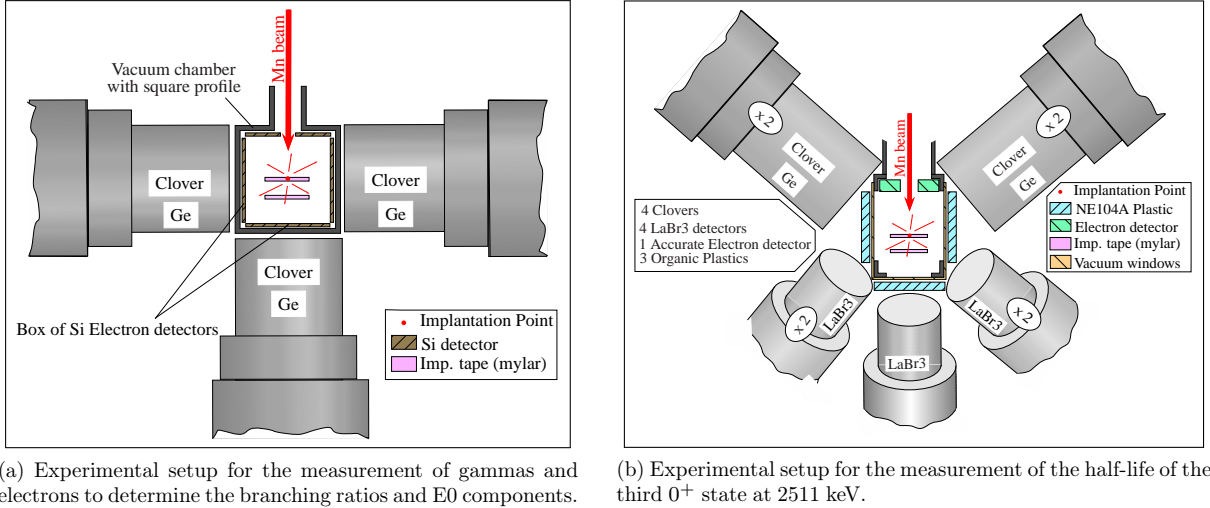 Mn beam
Vacuum chamber
with square profile
Clover
Ge
Clover
Ge
Clover
Ge
Box of Si Electron detectors
Implantation Point
Si detector
Imp. tape (mylar)
(a) Experimental setup for the measurement of gammas and
electrons to determine the branching ratios and E0 components.
x 2
Clover
Ge
Mn beam
x 2
Clover
Ge
4 Clovers
4 LaBr3 detectors
1 Accurate Electron detector
3 Organic Plastics
Implantation Point
NE104A Plastic
Electron detector
Imp. tape (mylar)
Vacuum windows
x 2
LaBr3
LaBr3
LaBr3
x 2
(b) Experimental setup for the measurement of the half-life of the
third 0⁺ state at 2511 keV.